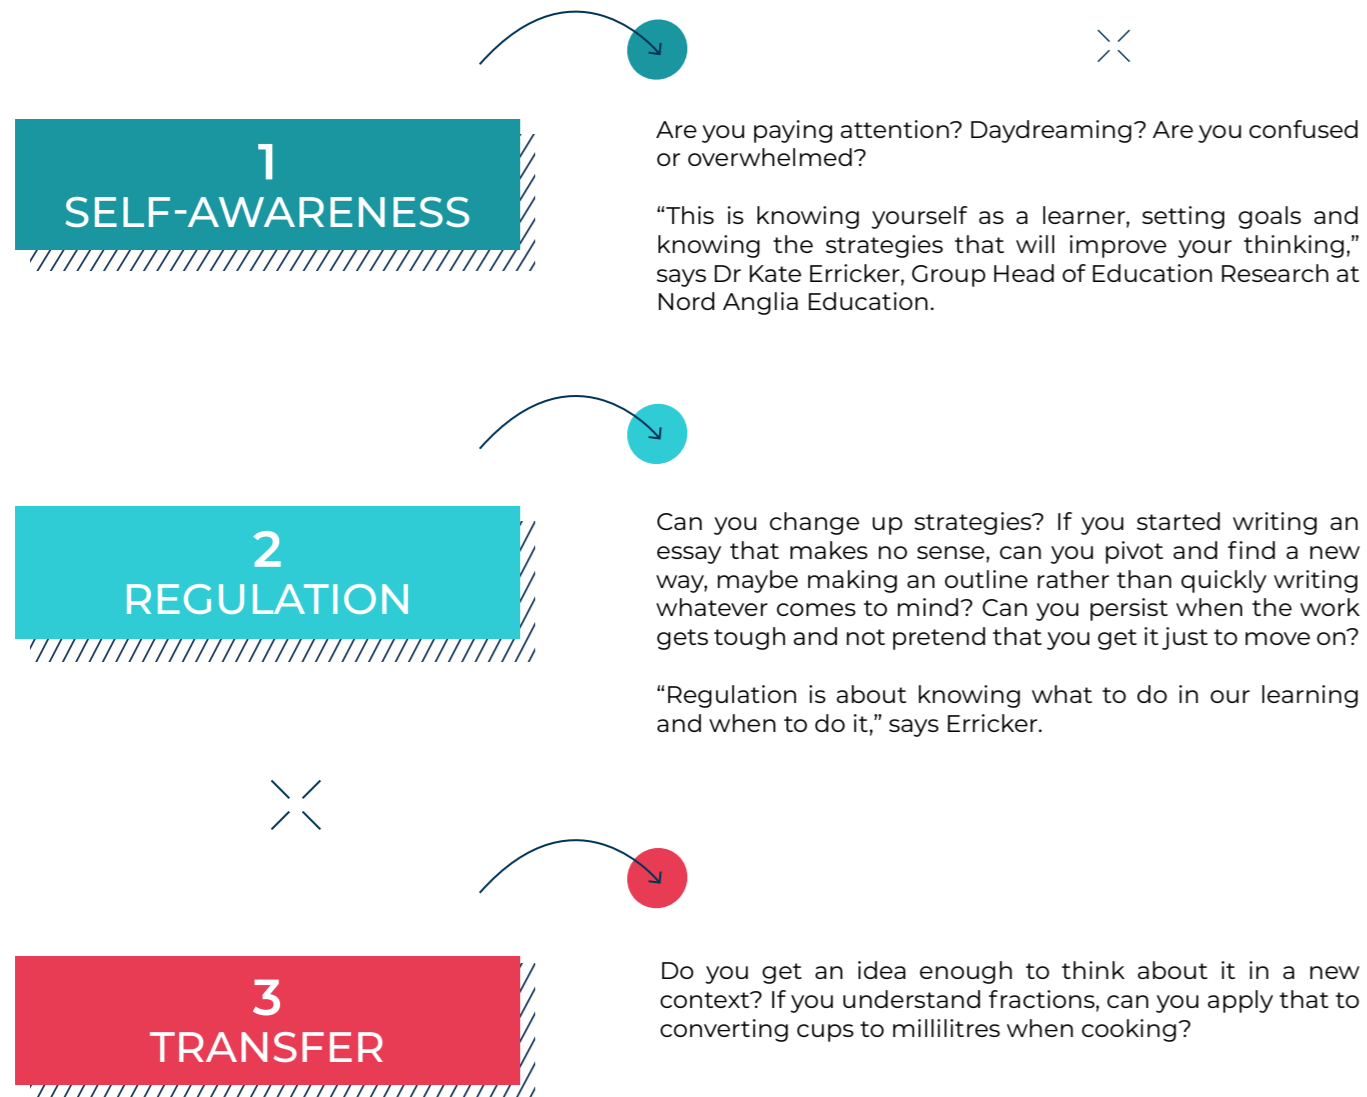 1
SELF-AWARENESS
Are you paying attention? Daydreaming? Are you confused
or overwhelmed?
“This is knowing yourself as a learner, setting goals and
knowing the strategies that will improve your thinking,”
says Dr Kate Erricker, Group Head of Education Research at
Nord Anglia Education.
2
REGULATION
Can you change up strategies? If you started writing an
essay that makes no sense, can you pivot and find a new
way, maybe making an outline rather than quickly writing
whatever comes to mind? Can you persist when the work
gets tough and not pretend that you get it just to move on?
“Regulation is about knowing what to do in our learning
and when to do it,” says Erricker.
3
TRANSFER
Do you get an idea enough to think about it in a new
context? If you understand fractions, can you apply that to
converting cups to millilitres when cooking?